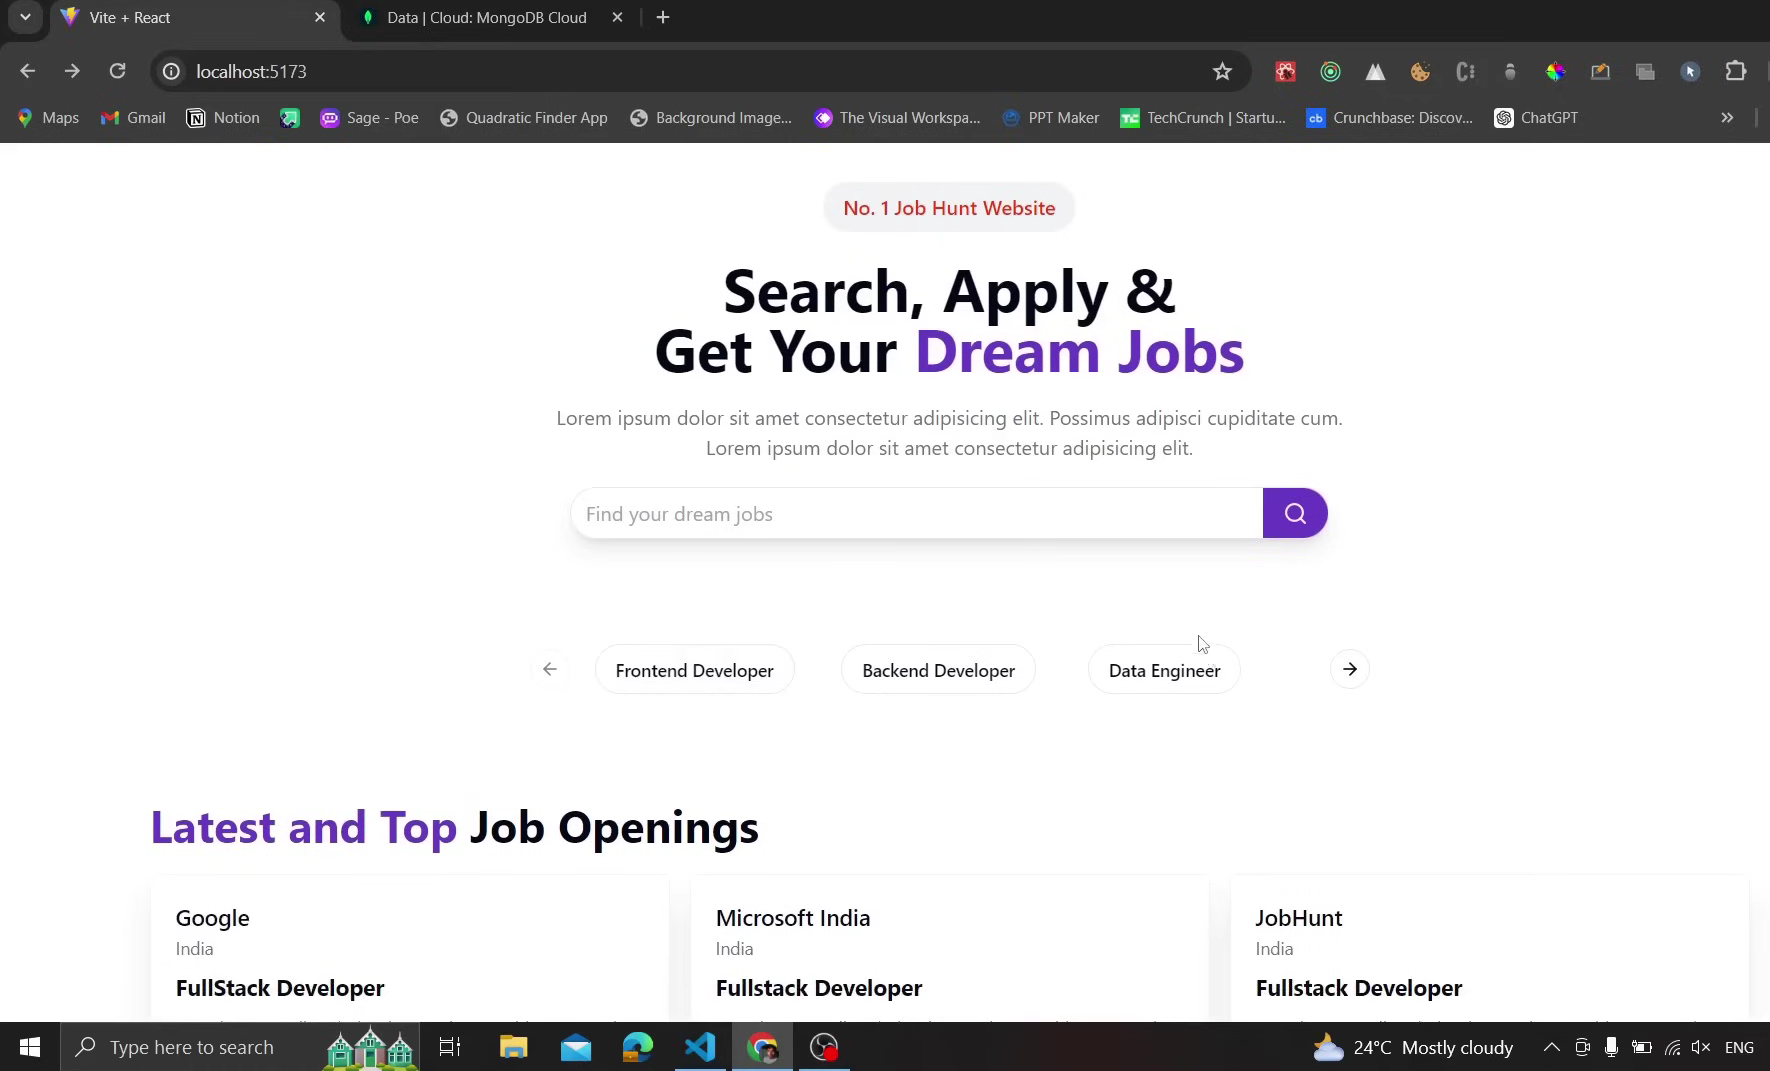 Vite + React
Data | Cloud: MongoDB Cloud
localhost:5173
Maps
Gmail
Notion
Sage - Poe
Quadratic Finder App
Background Image...
The Visual Workspa...
PPT Maker
TechCrunch | Startu...
Crunchbase: Discov...
ChatGPT
No. 1 Job Hunt Website
Search, Apply &
Get Your Dream Jobs
Lorem ipsum dolor sit amet consectetur adipisicing elit. Possimus adipisci cupiditate cum.
Lorem ipsum dolor sit amet consectetur adipisicing elit.
Find your dream jobs
Frontend Developer
Backend Developer
Data Engineer
Latest and Top Job Openings
Google
India
FullStack Developer
Microsoft India
India
Fullstack Developer
JobHunt
India
Fullstack Developer
Type here to search
24°C Mostly cloudy
ENG